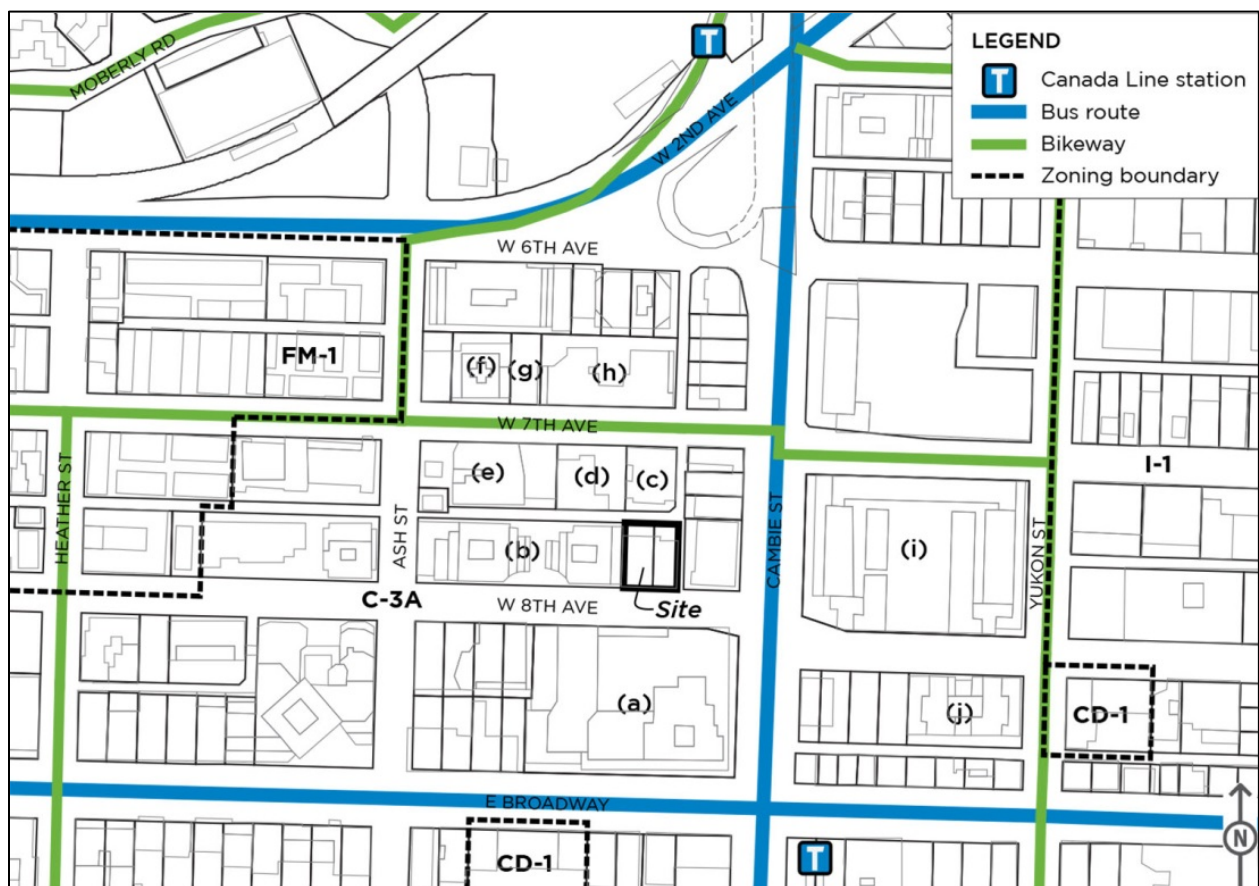 LEGEND
T
Canada Line station
Bus route
Bikeway
Zoning boundary
T
MOBERLY RD
W 2ND AVE
W 6TH AVE
FM-1
(f)
(g)
(h)
W 7TH AVE
I-1
HEATHER ST
ASH ST
CAMBIE ST
YUKON ST
(e)
(d)
(c)
(b)
(i)
C-3A
W 8TH AVE
Site
(a)
(j)
CD-1
E BROADWAY
CD-1
T
N